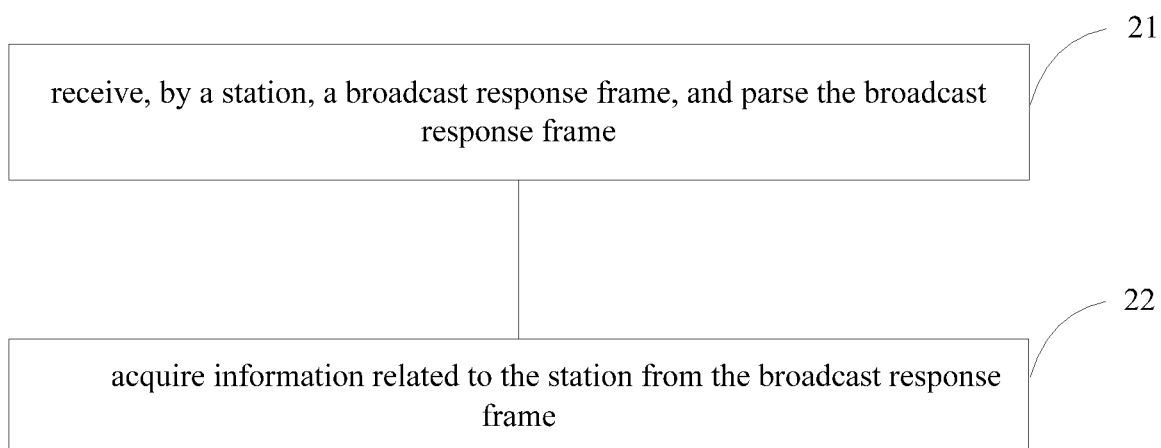 21
receive, by a station, a broadcast response frame, and parse the broadcast
response frame
22
acquire information related to the station from the broadcast response
frame